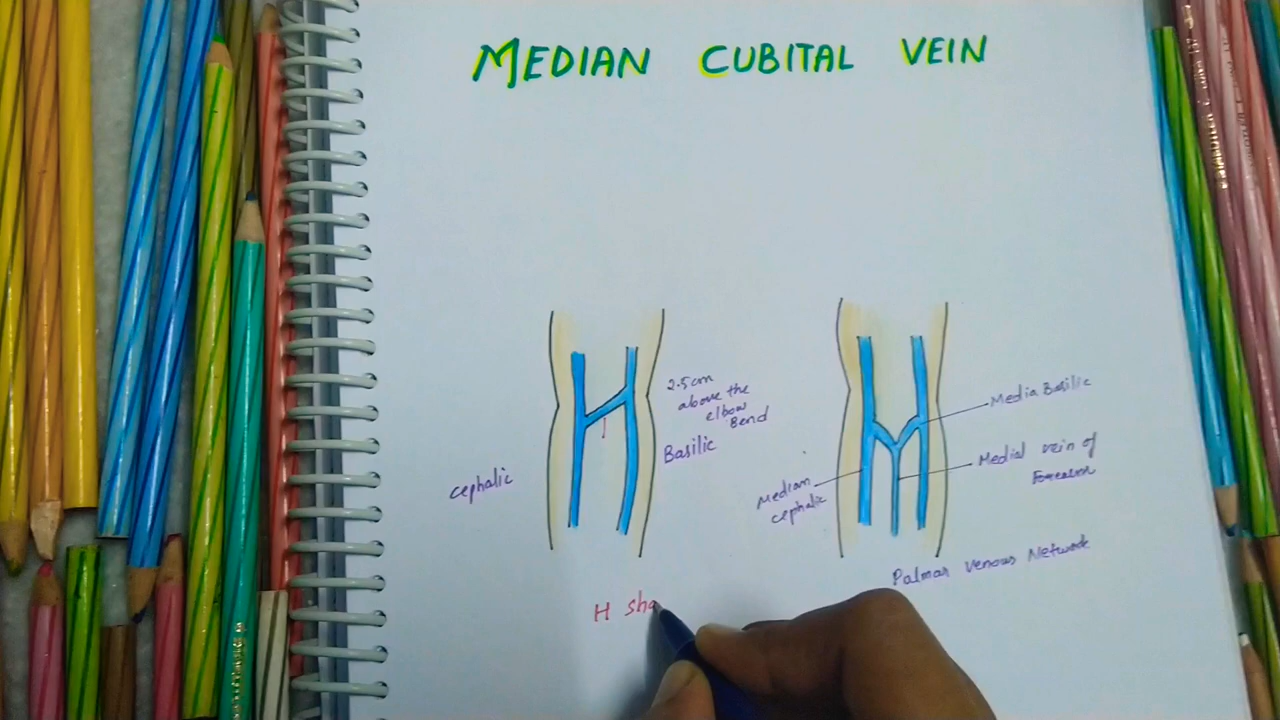 MEDIAN CUBITAL VEIN
2.5cm
above the
elbow
Bend
Basilic
cephalic
H sha
Media Basilic
Medial vein of
Forearm
Median
cephalic
Palmar venous Network